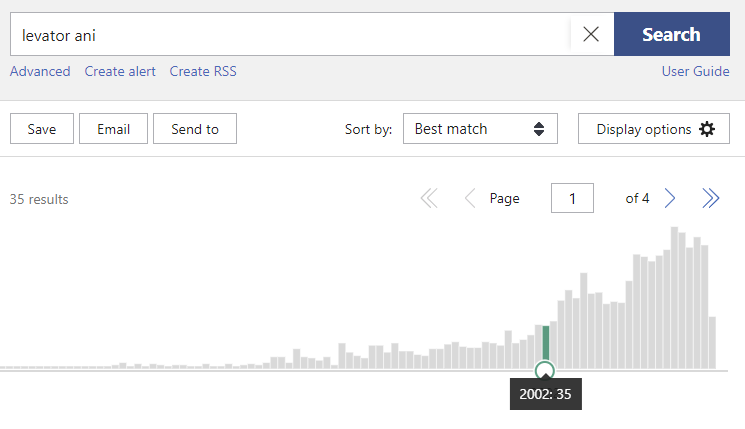 levator ani
Search
Advanced Create alert Create RSS User Guide
Save Email Send to Sort by: Best match Display options
35 results Page 1 of 4
2002: 35